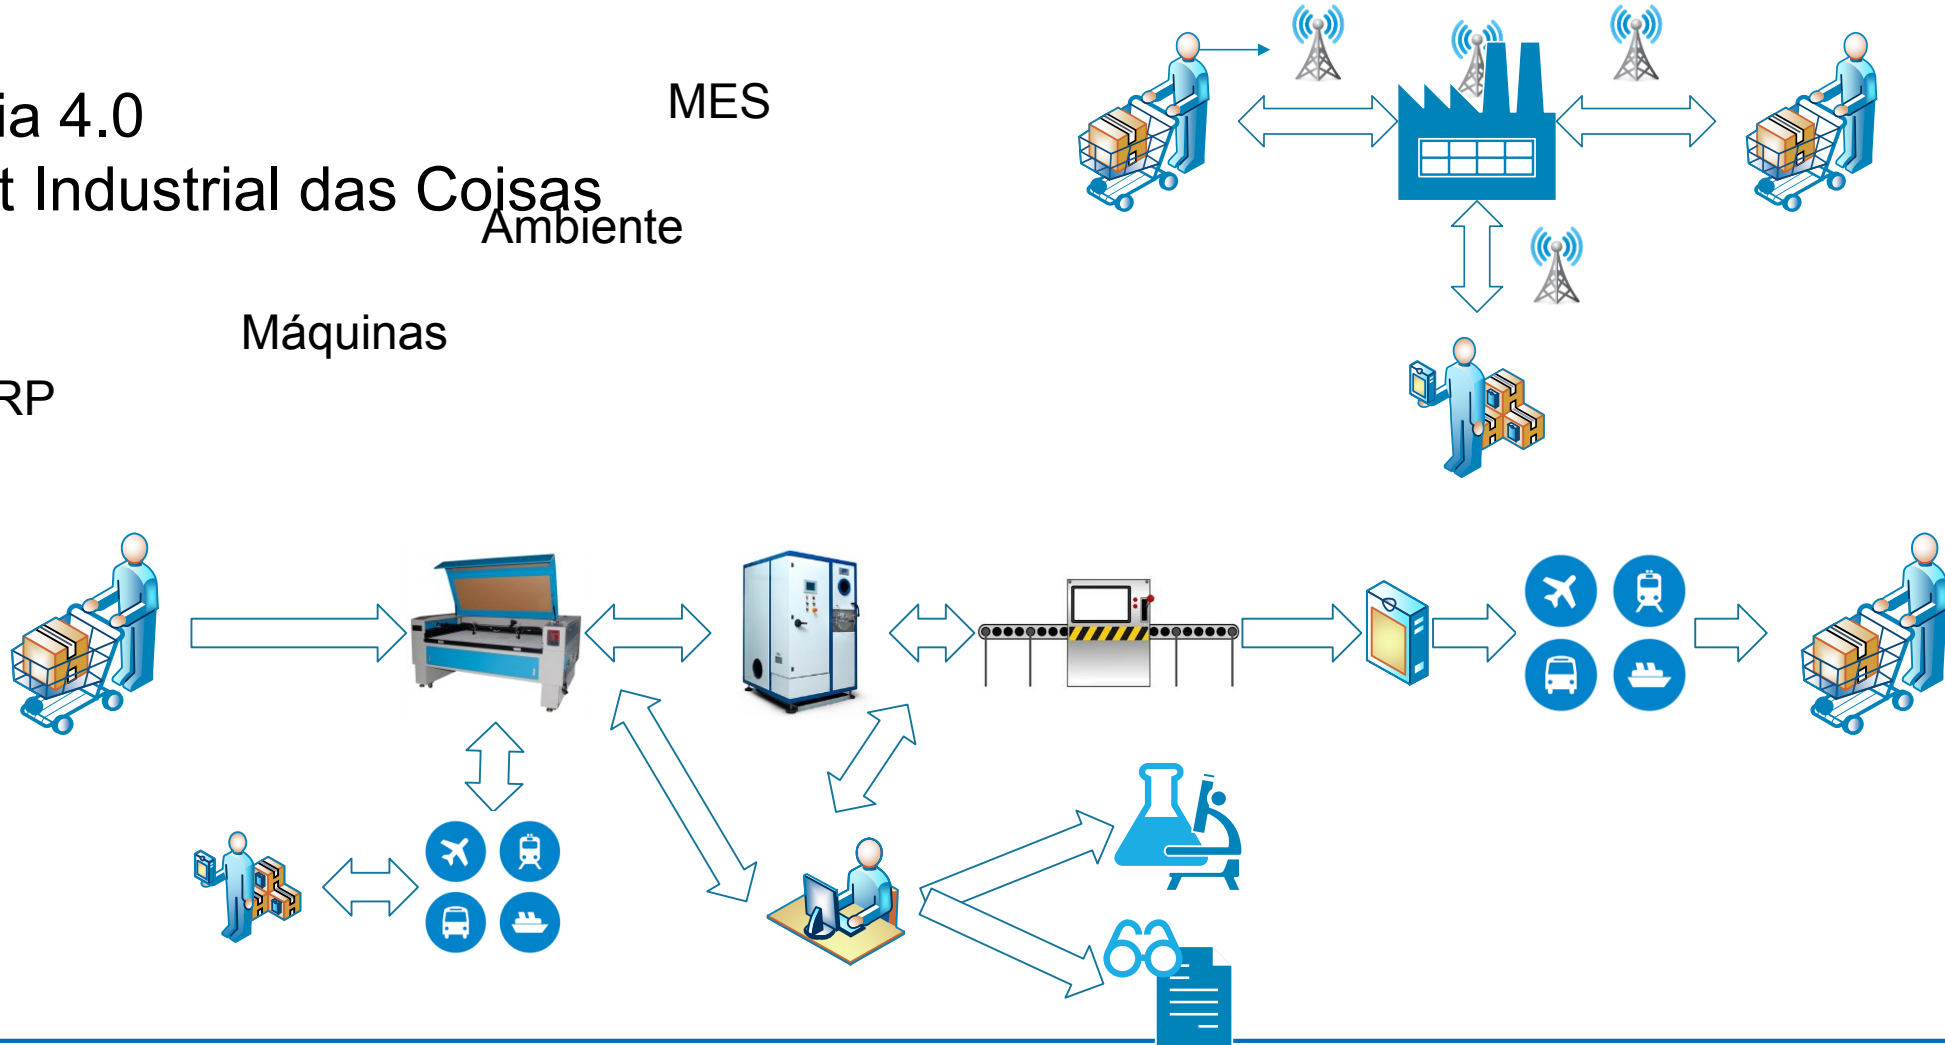 MES
ia 4.0
t Industrial das Coisas
Ambiente
Máquinas
RP